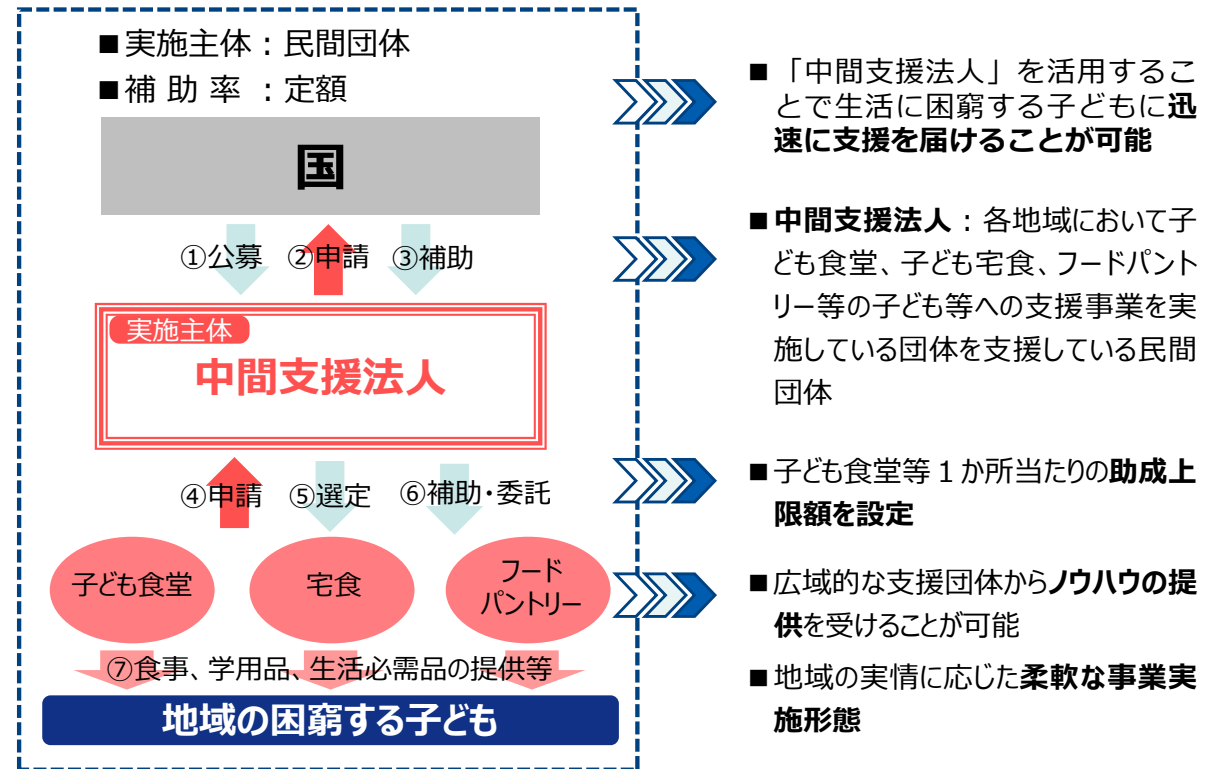 ■実施主体：民間団体
■補 助 率 ：定額
国
①公募 ②申請 ③補助
実施主体
中間支援法人
④申請 ⑤選定 ⑥補助・委託
子ども食堂
宅食
フード
パントリー
⑦食事、学用品、生活必需品の提供等
地域の困窮する子ども
■「中間支援法人」を活用するこ
とで生活に困窮する子どもに迅
速に支援を届けることが可能
■中間支援法人：各地域において子
ども食堂、子ども宅食、フードパント
リー等の子ども等への支援事業を実
施している団体を支援している民間
団体
■子ども食堂等１か所当たりの助成上
限額を設定
■広域的な支援団体からノウハウの提
供を受けることが可能
■地域の実情に応じた柔軟な事業実
施形態